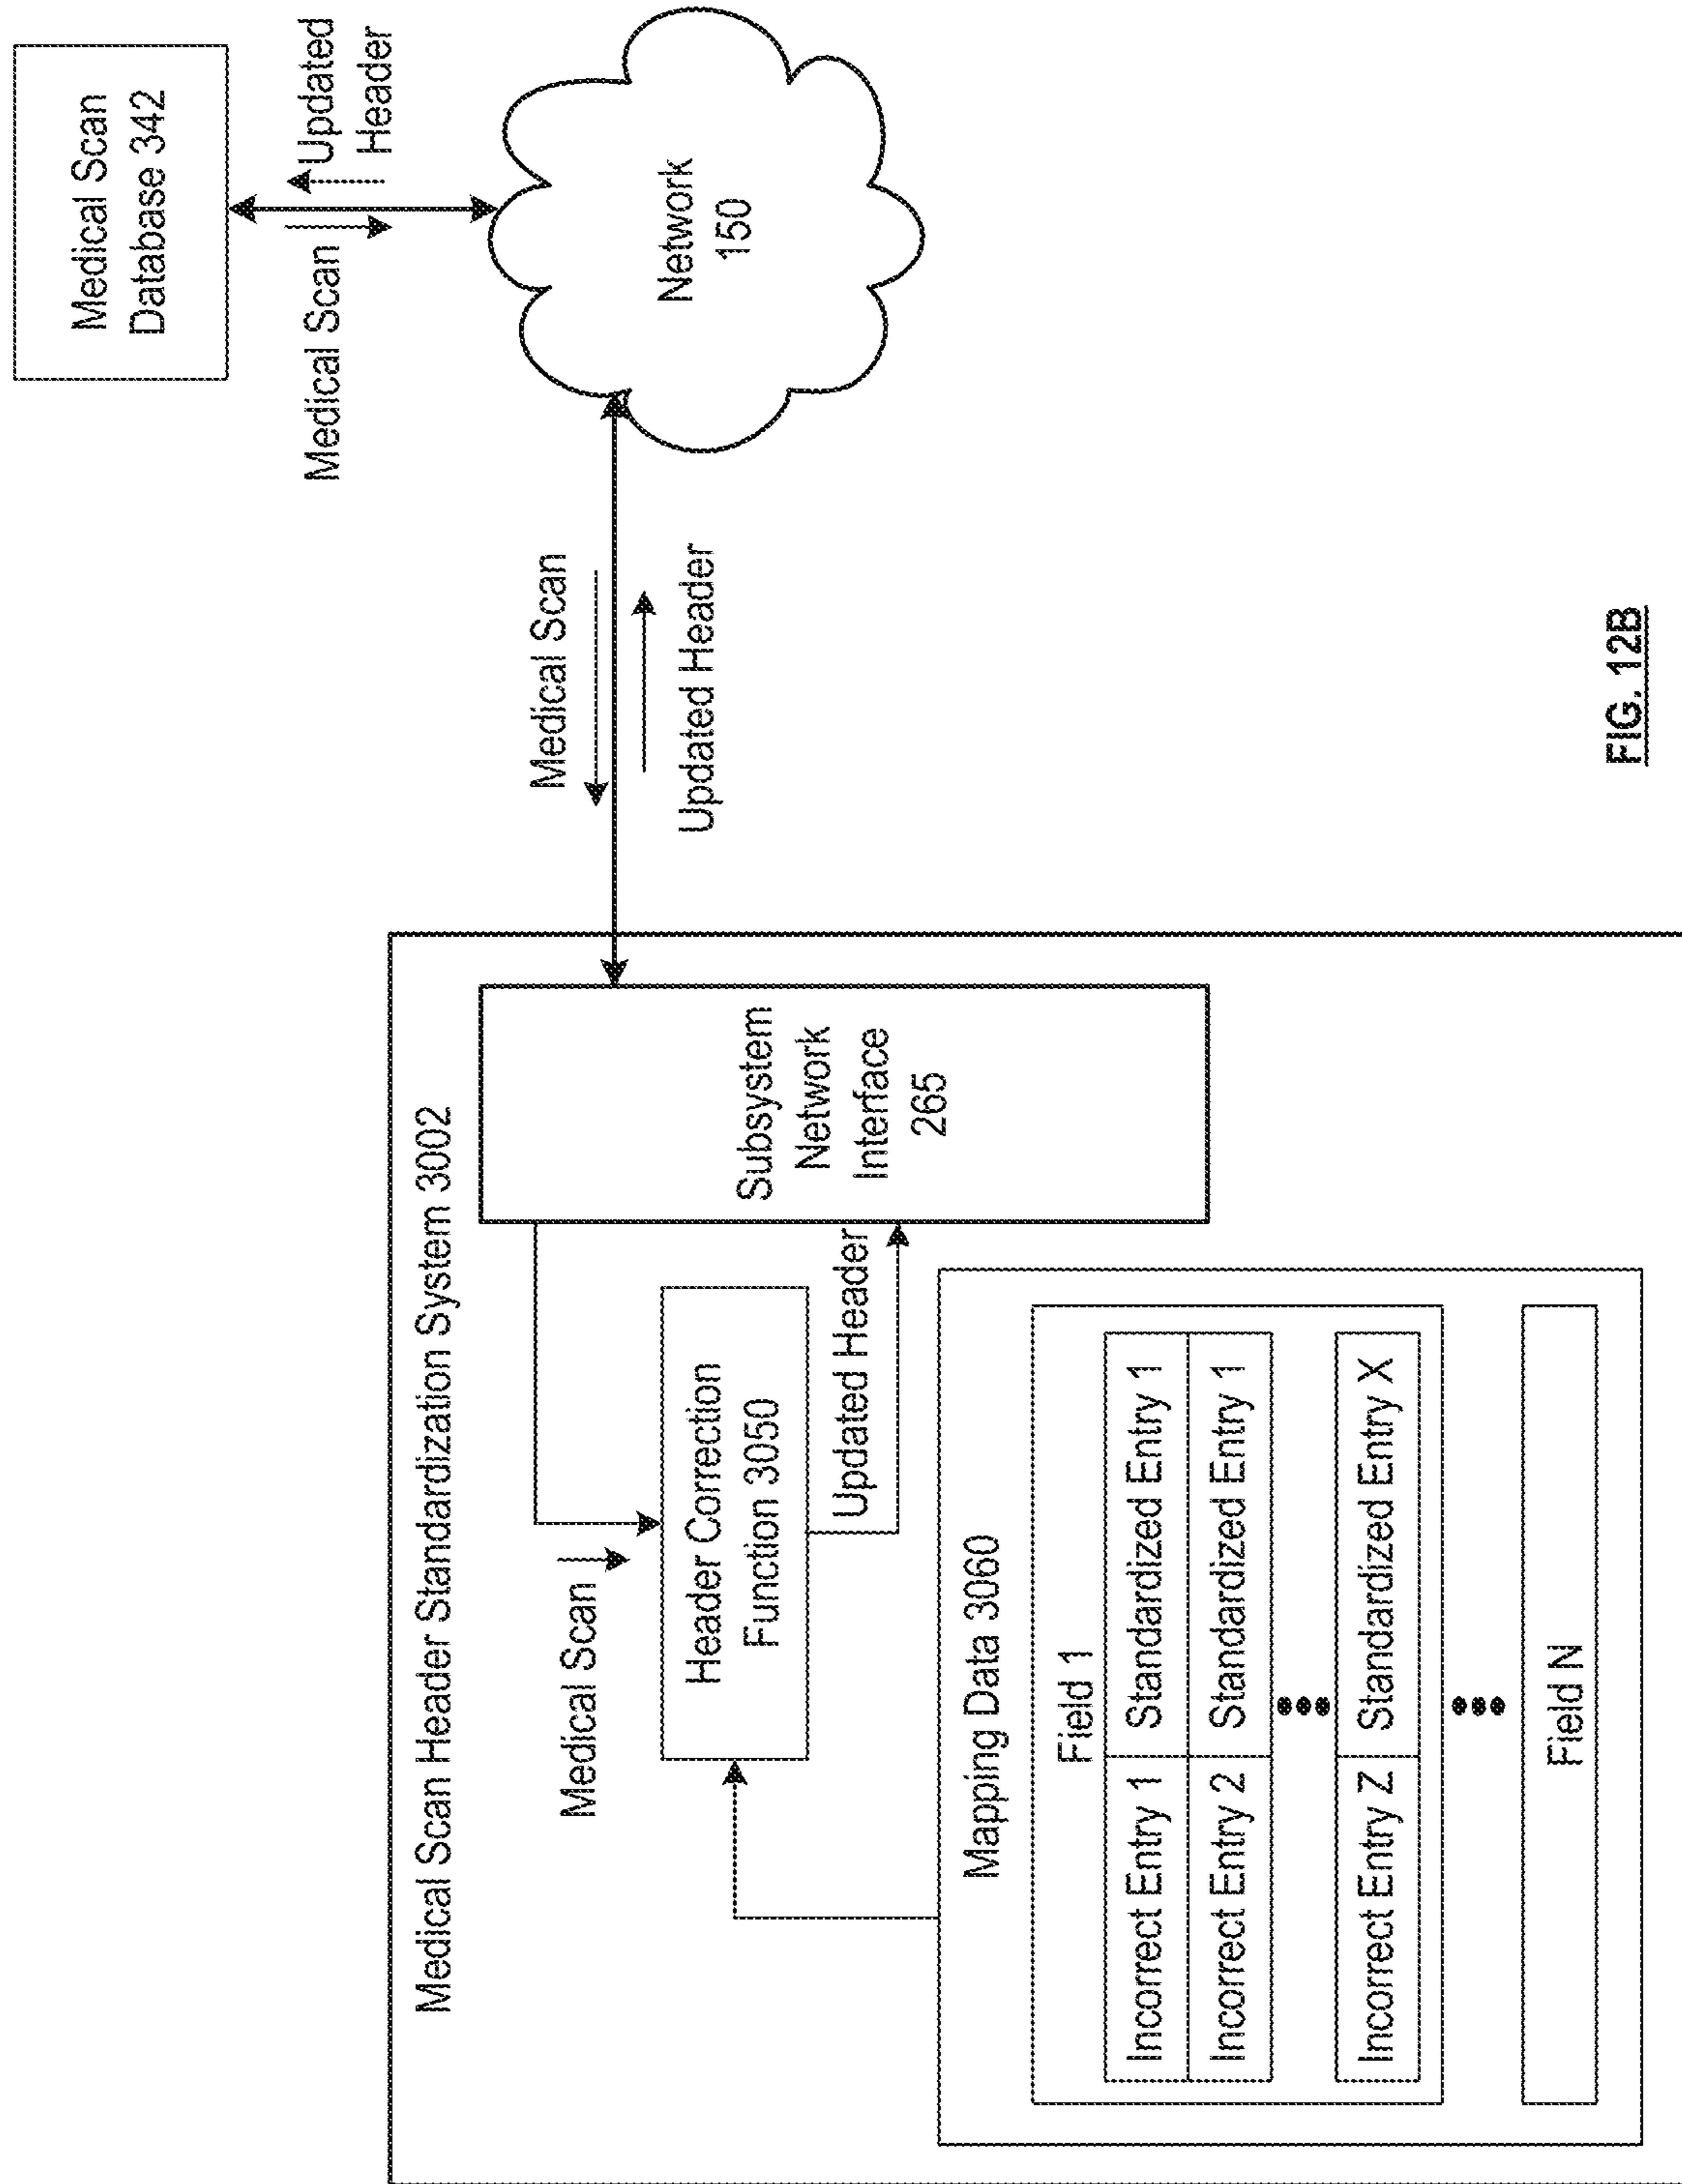 Medical Scan
Database 342
Medical Scan
Updated
Header
Network
150
Medical Scan
Updated Header
Medical Scan Header Standardization System 3002
Subsystem
Network
Interface
265
Medical Scan
Header Correction
Function 3050
Updated Header
Mapping Data 3060
Field 1
Incorrect Entry 1 Standardized Entry 1
Incorrect Entry 2 Standardized Entry 1
Incorrect Entry Z Standardized Entry X
Field N
FIG. 12B